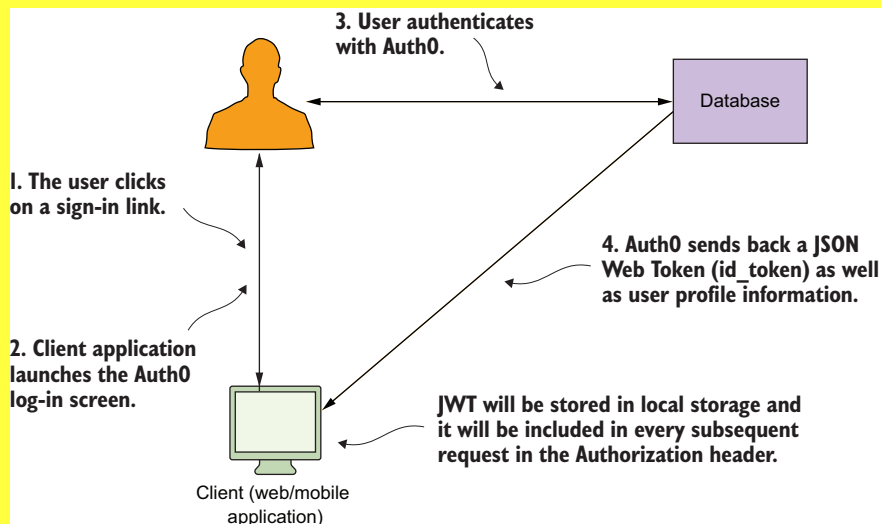 3. User authenticates
with Auth0.
Database
1. The user clicks
on a sign-in link.
4. Auth0 sends back a JSON
Web Token (id_token) as well
as user profile information.
2. Client application
launches the Auth0
log-in screen.
JWT will be stored in local storage and
it will be included in every subsequent
request in the Authorization header.
Client (web/mobile
application)